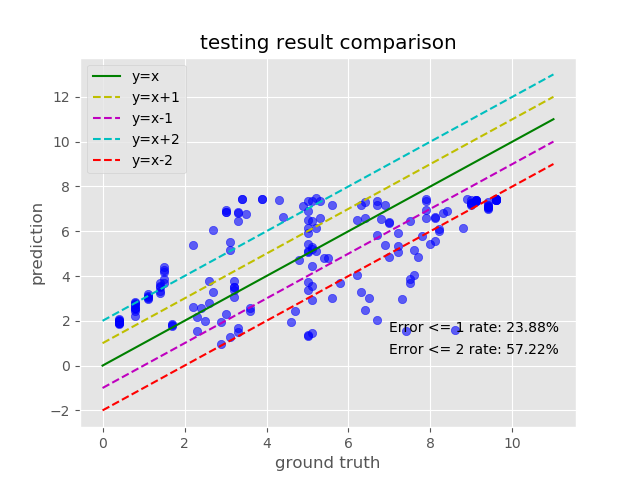 testing result comparison
y=x
y=x+1
y=x-1
y=x+2
y=x-2
12
10
8
6
4
2
0
−2
prediction
Error <= 1 rate: 23.88%
Error <= 2 rate: 57.22%
0 2 4 6 8 10
ground truth